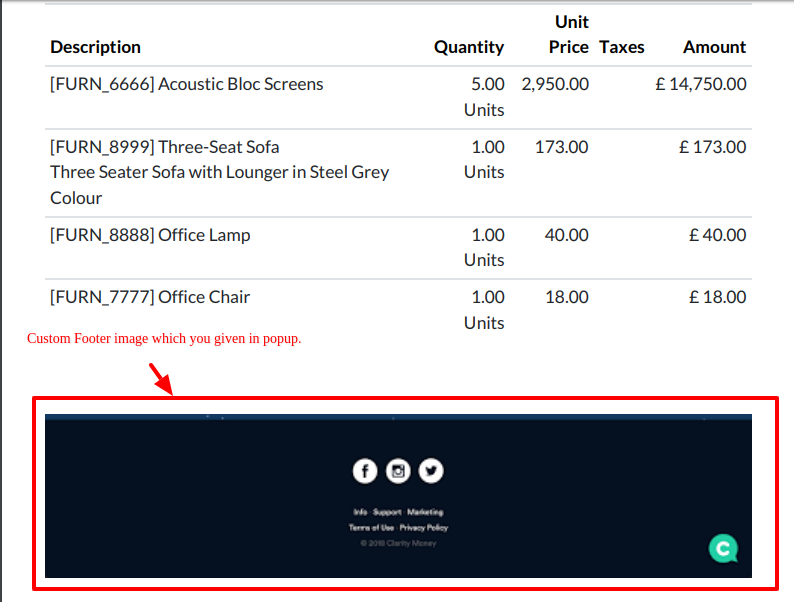 Unit
Description Quantity Price Taxes Amount
[FURN_6666] Acoustic Bloc Screens 5.00 2,950.00 £ 14,750.00
Units
[FURN_8999] Three-Seat Sofa 1.00 173.00 £ 173.00
Three Seater Sofa with Lounger in Steel Grey Units
Colour
[FURN_8888] Office Lamp 1.00 40.00 £ 40.00
Units
[FURN_7777] Office Chair 1.00 18.00 £ 18.00
Units
Custom Footer image which you given in popup.
Info · Support · Marketing
Terms of Use · Privacy Policy
© 2018 Clarity Money